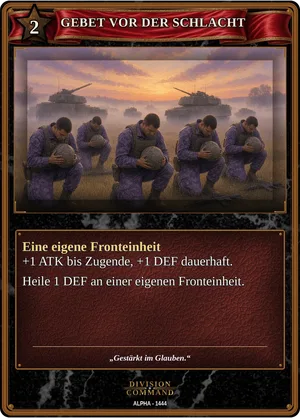 2
GEBET VOR DER SCHLACHT
Eine eigene Fronteinheit
+1 ATK bis Zugende, +1 DEF dauerhaft.
Heile 1 DEF an einer eigenen Fronteinheit.
„Gestärkt im Glauben.“
DIVISION
COMMAND
ALPHA - 1444